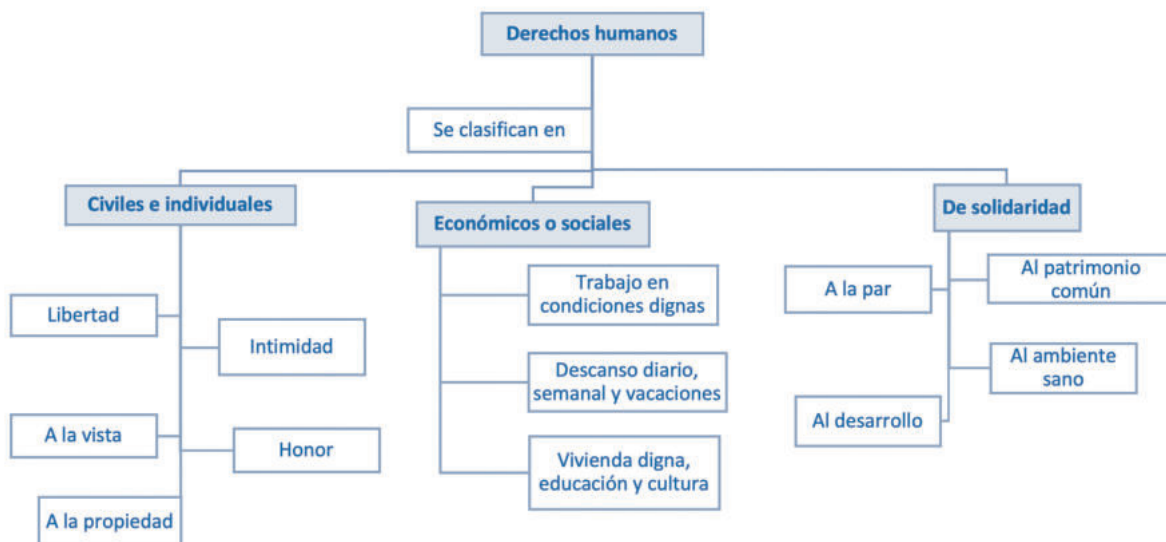 Derechos humanos
Se clasifican en
Civiles e individuales
Libertad
Intimidad
A la vista
Honor
A la propiedad
Económicos o sociales
Trabajo en
condiciones dignas
Descanso diario,
semanal y vacaciones
Vivienda digna,
educación y cultura
De solidaridad
A la par
Al patrimonio
común
Al ambiente
sano
Al desarrollo